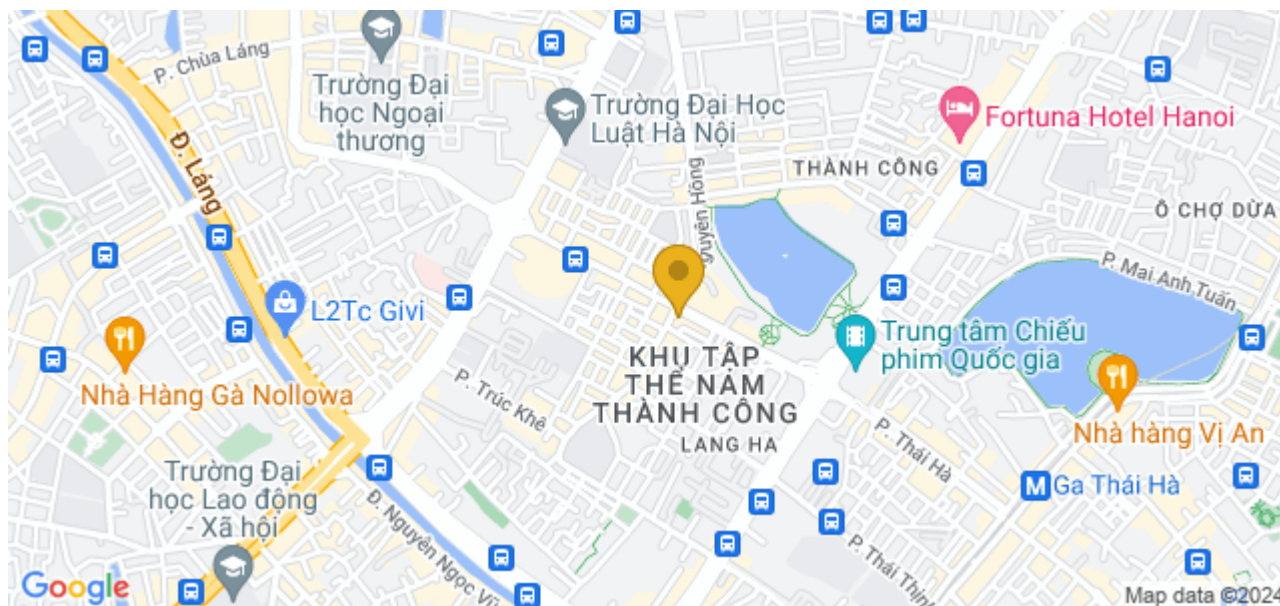 P. Chùa Láng
Trường Đại
học Ngoại
thương
Trường Đại Học
Luật Hà Nội
Fortuna Hotel Hanoi
THÀNH CÔNG
Ô CHỢ DỪA
Đ. Láng
P. Mai Anh Tuấn
L2Tc Givi
Trung tâm Chiếu
phim Quốc gia
Nhà Hàng Gà Nollowa
KHU TẬP
THỂ NAM
THÀNH CÔNG
LANG HA
P. Trúc Khê
P. Thái Hà
Nhà hàng Vị An
Trường Đại
học Lao động
- Xã hội
M Ga Thái Hà
Đ. Nguyễn Ngọc Vũ
P. Thái Thịnh
Google
Map data ©2024